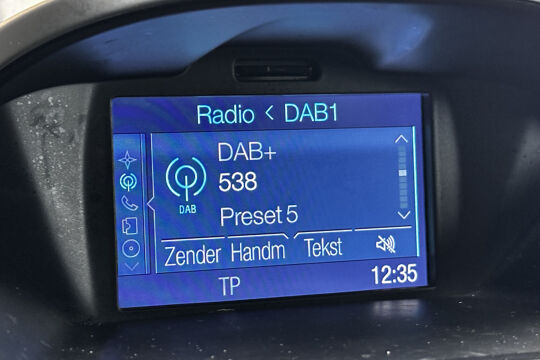 Radio < DAB1
DAB+
538
DAB
Preset 5
Zender Handm Tekst
TP 12:35